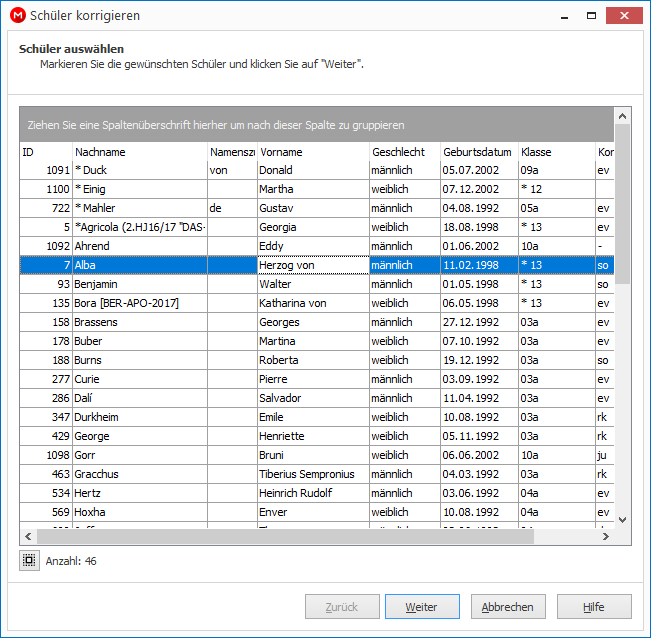 Schüler korrigieren
Schüler auswählen
Markieren Sie die gewünschten Schüler und klicken Sie auf "Weiter".
Ziehen Sie eine Spaltenüberschrift hierher um nach dieser Spalte zu gruppieren
ID Nachname Namenszu Vorname Geschlecht Geburtsdatum Klasse Kon
1091 * Duck von Donald männlich 05.07.2002 09a ev
1100 * Einig Martha weiblich 07.12.2002 * 12
722 * Mahler de Gustav männlich 04.08.1992 05a ev
5 *Agricola (2.HJ16/17 "DAS- Georgia weiblich 18.08.1998 * 13 ev
1092 Ahrend Eddy männlich 01.06.2002 10a -
7 Alba Herzog von männlich 11.02.1998 * 13 so
93 Benjamin Walter männlich 01.05.1998 * 13 so
135 Bora [BER-APO-2017] Katharina von weiblich 06.05.1998 * 13 ev
158 Brassens Georges männlich 27.12.1992 03a ev
178 Buber Martina weiblich 07.10.1992 03a ev
188 Burns Roberta weiblich 19.12.1992 03a so
277 Curie Pierre männlich 03.09.1992 03a ev
286 Dalí Salvador männlich 11.04.1992 03a ev
347 Durkheim Emile weiblich 10.08.1992 03a rk
429 George Henriette weiblich 05.11.1992 03a rk
1098 Gorr Bruni weiblich 06.06.2002 10a ju
463 Gracchus Tiberius Sempronius männlich 04.03.1992 03a rk
534 Hertz Heinrich Rudolf männlich 03.06.1992 04a ev
569 Hoxha Enver weiblich 10.08.1992 04a ev
Anzahl: 46
Zurück Weiter Abbrechen Hilfe